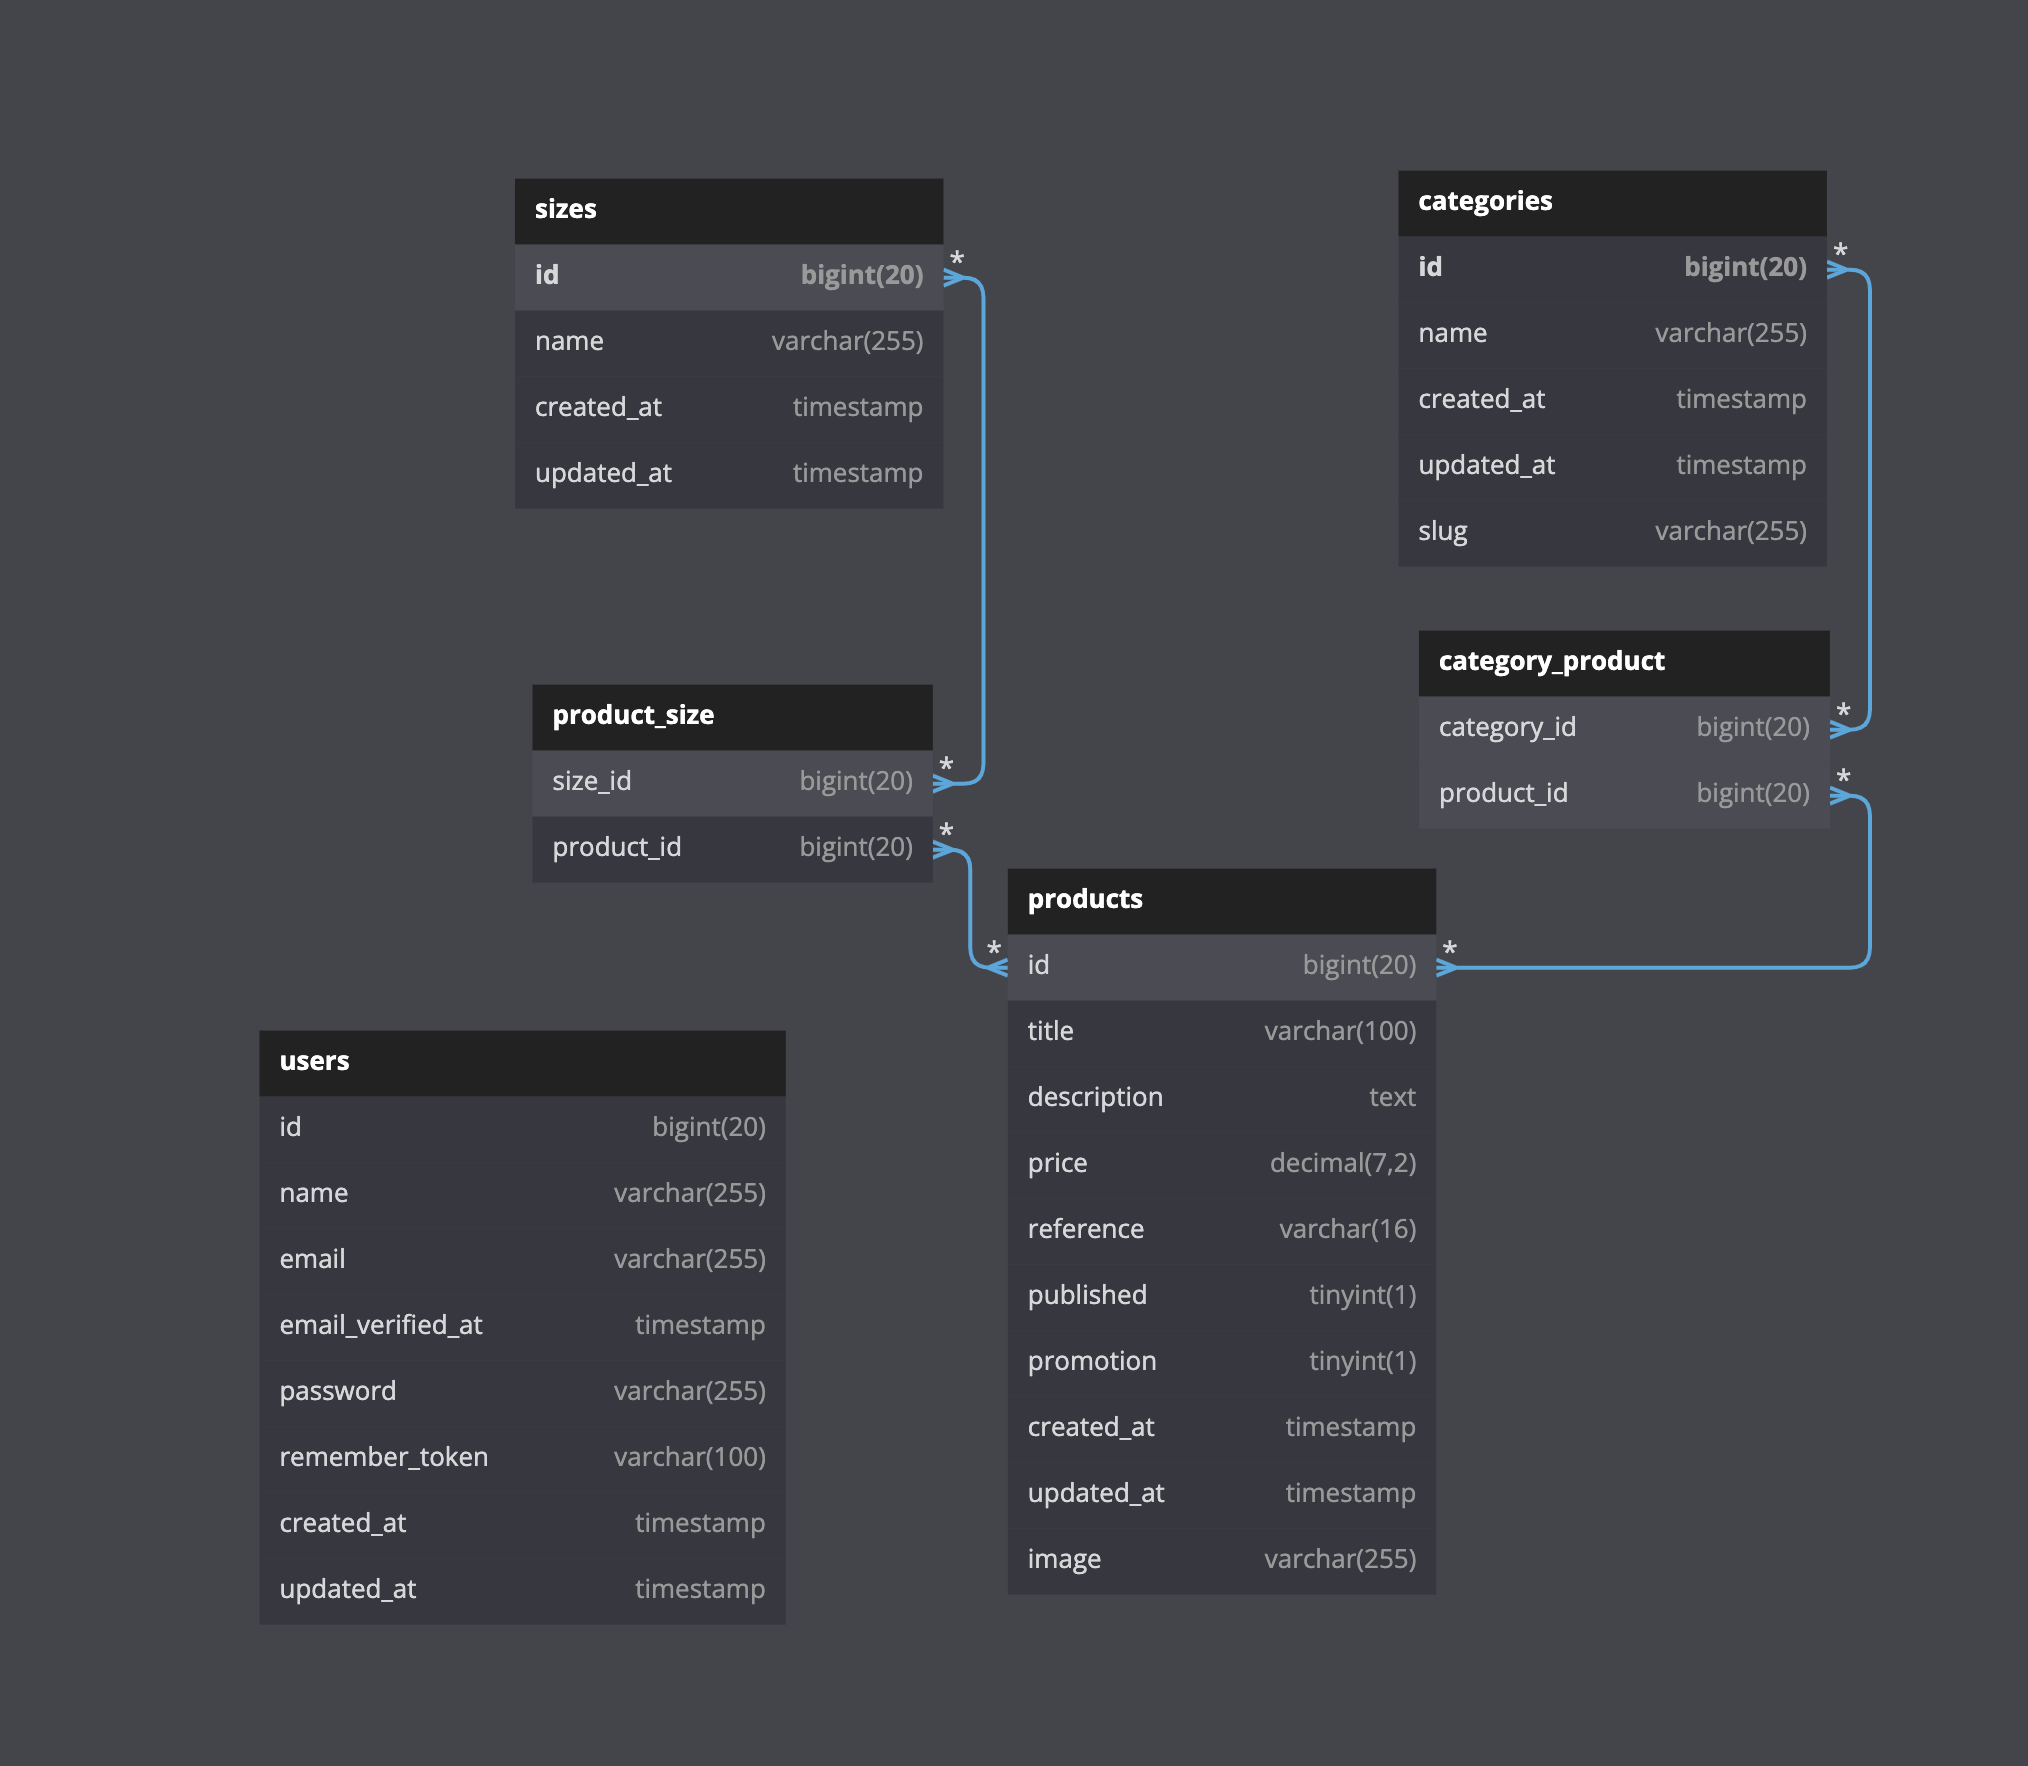 sizes
id bigint(20) *
name varchar(255)
created_at timestamp
updated_at timestamp
categories
id bigint(20) *
name varchar(255)
created_at timestamp
updated_at timestamp
slug varchar(255)
product_size
size_id bigint(20) *
product_id bigint(20) *
category_product
category_id bigint(20) *
product_id bigint(20) *
products
* id bigint(20) *
title varchar(100)
description text
price decimal(7,2)
reference varchar(16)
published tinyint(1)
promotion tinyint(1)
created_at timestamp
updated_at timestamp
image varchar(255)
users
id bigint(20)
name varchar(255)
email varchar(255)
email_verified_at timestamp
password varchar(255)
remember_token varchar(100)
created_at timestamp
updated_at timestamp